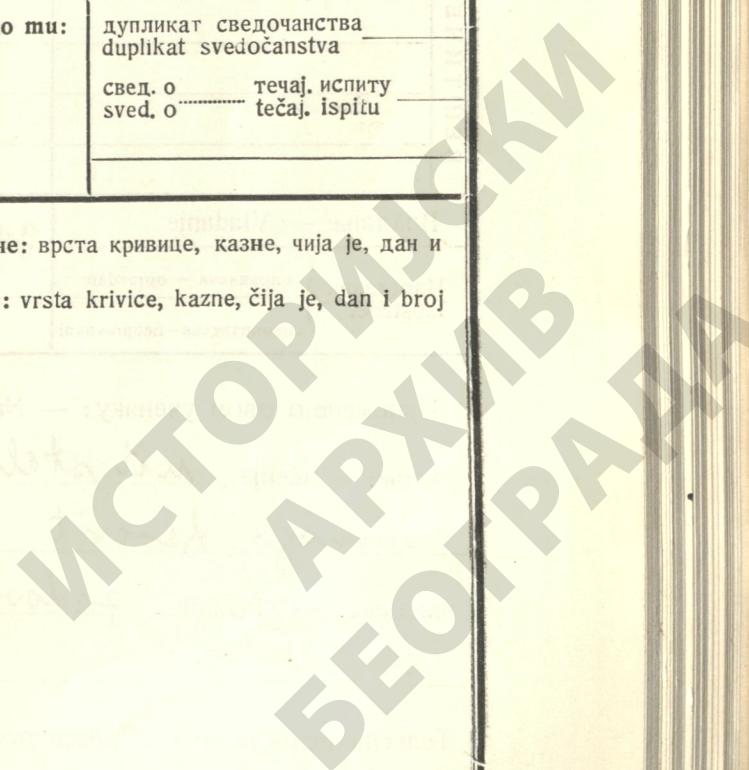 о mu: дупликат сведочанства
duplikat svedočanstva
свед. о течај. испиту
sved. o tečaj. ispitu
не: врста кривице, казне, чија је, дан и
: vrsta krivice, kazne, čija je, dan i broj
ИСТОРИЈСКИ
АРХИВ
БЕОГРАДА